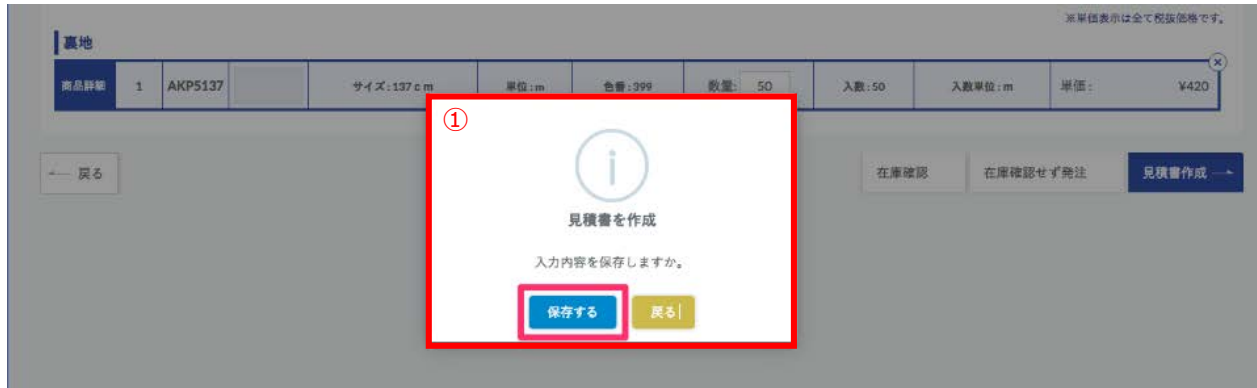 ※単価表示は全て税抜価格です。
裏地
商品詳細 1 AKP5137 サイズ:137cm 単位:m 色番:399 数量: 50 入数:50 入数単位:m 単価: ¥420
①
i
← 戻る 在庫確認 在庫確認せず発注 見積書作成 →
見積書を作成
入力内容を保存しますか。
保存する 戻る